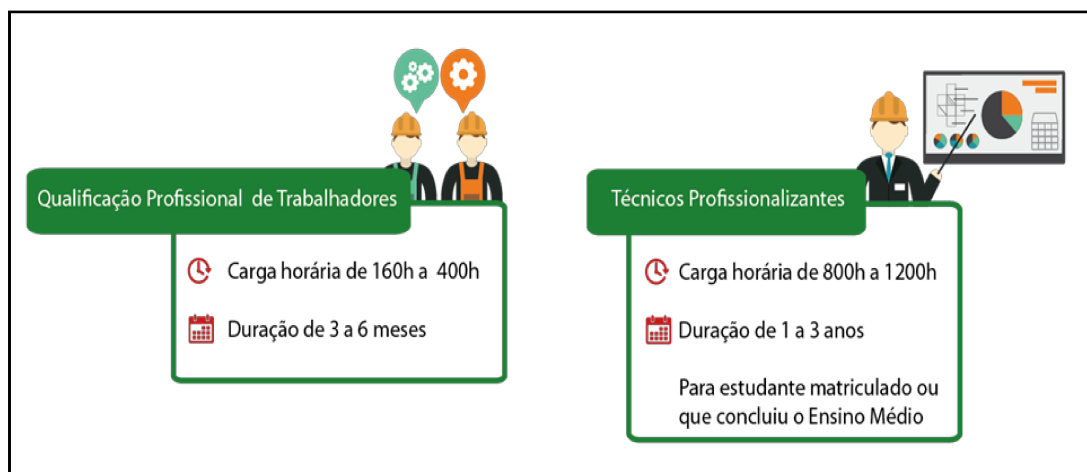 Qualificação Profissional de Trabalhadores
Carga horária de 160h a 400h
Duração de 3 a 6 meses
Técnicos Profissionalizantes
Carga horária de 800h a 1200h
Duração de 1 a 3 anos
Para estudante matriculado ou
que concluiu o Ensino Médio